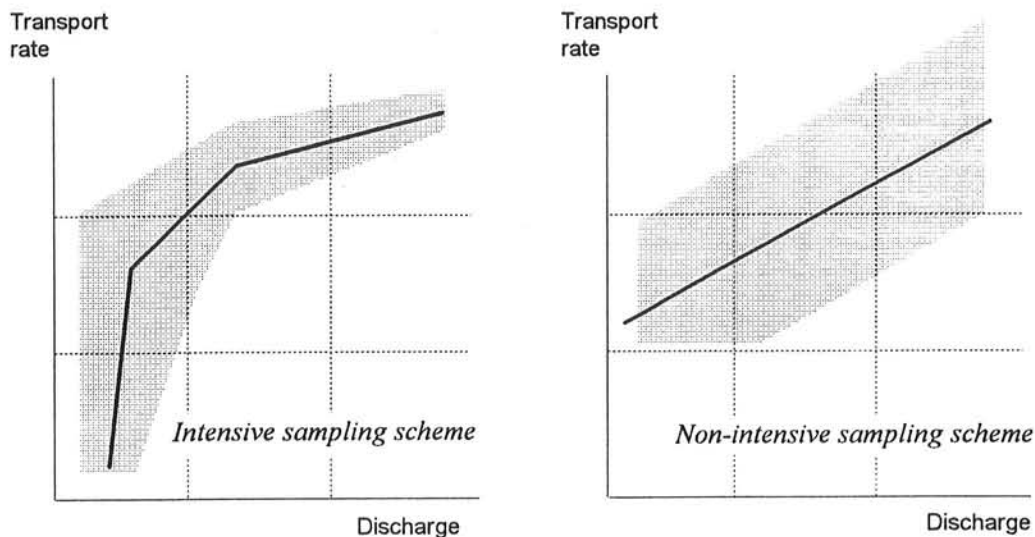 Transport
rate
Intensive sampling scheme
Discharge
Transport
rate
Non-intensive sampling scheme
Discharge